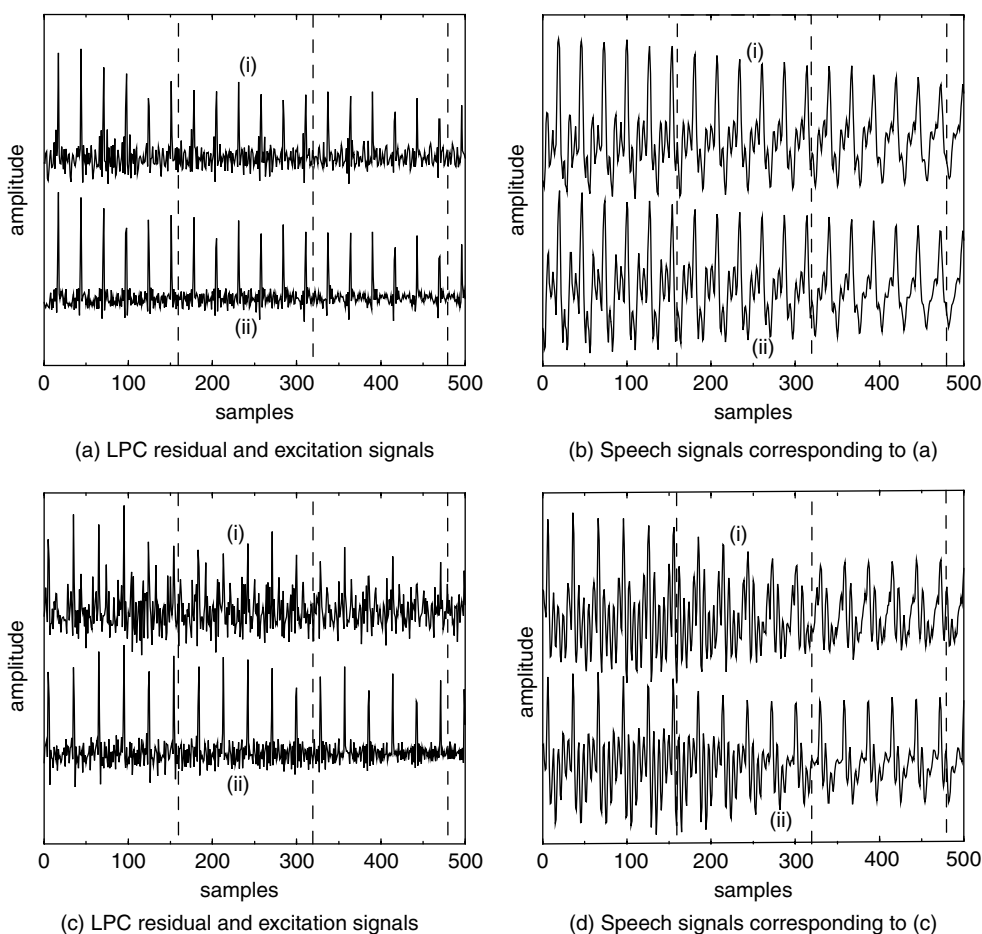 (i)
amplitude
(ii)
0 100 200 300 400 500
samples
(a) LPC residual and excitation signals
(i)
amplitude
(ii)
0 100 200 300 400 500
samples
(b) Speech signals corresponding to (a)
(i)
amplitude
(ii)
0 100 200 300 400 500
samples
(c) LPC residual and excitation signals
(i)
amplitude
(ii)
0 100 200 300 400 500
samples
(d) Speech signals corresponding to (c)